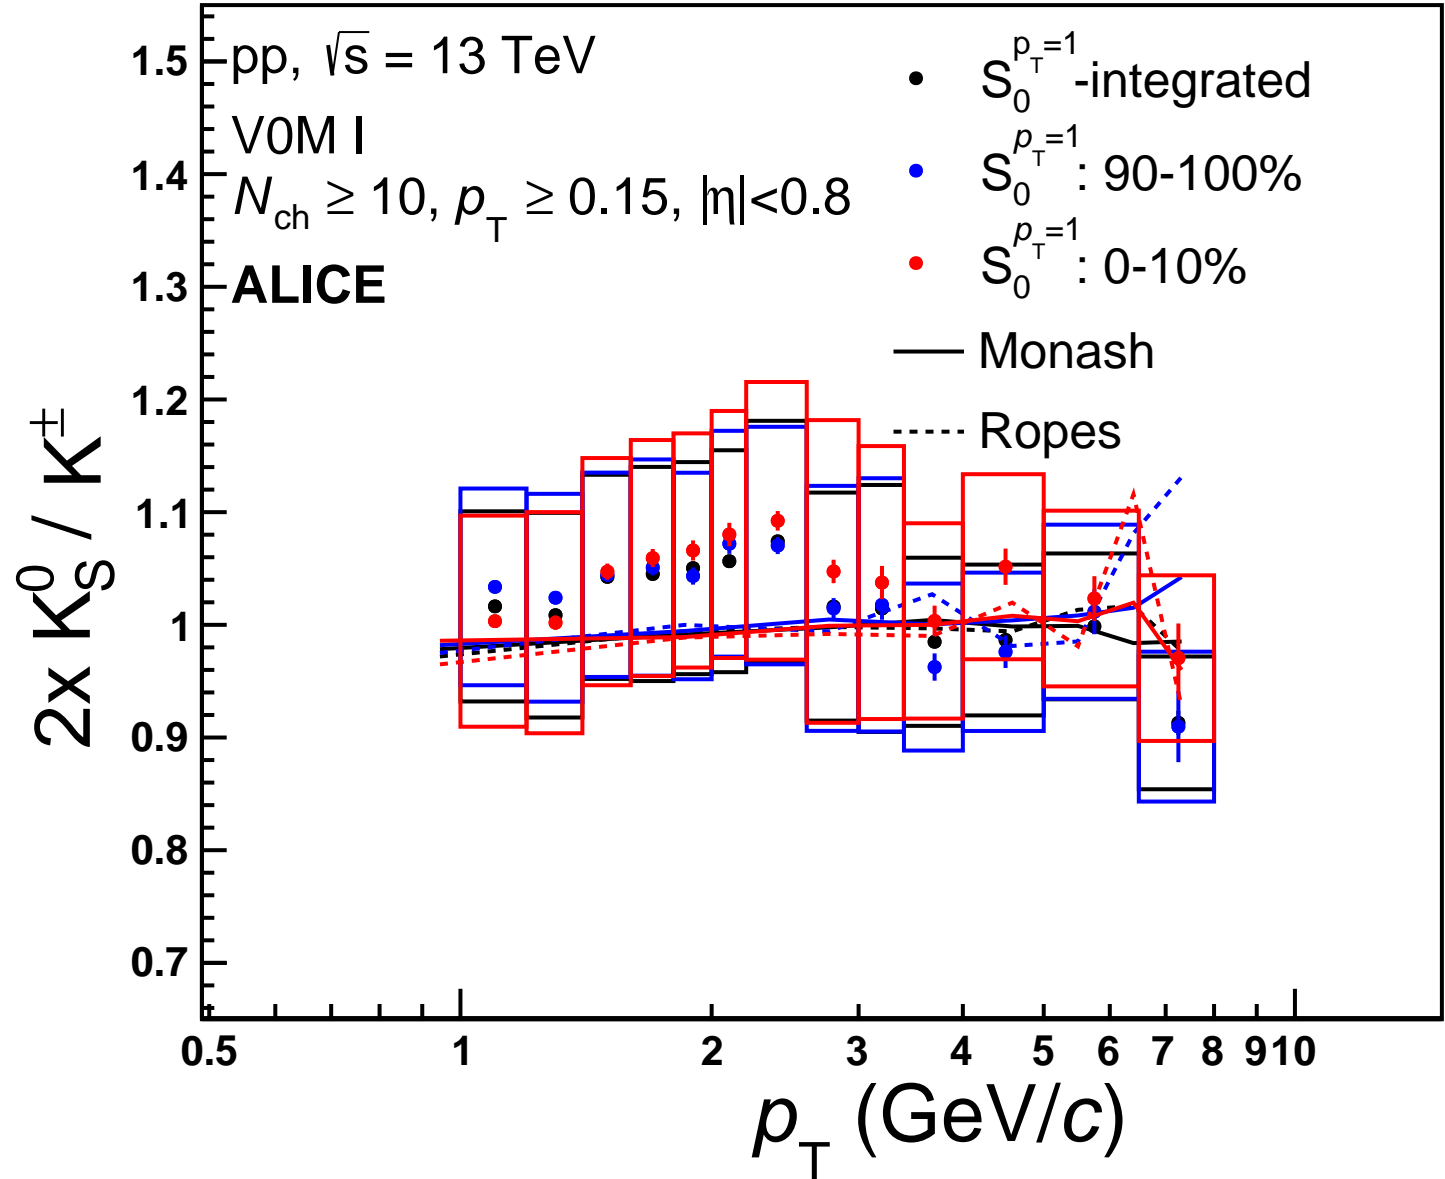 pp, √s = 13 TeV
V0M I
N_ch ≥ 10, p_T ≥ 0.15, |η|<0.8
ALICE
S_0^{p_T=1}-integrated
S_0^{p_T=1}: 90-100%
S_0^{p_T=1}: 0-10%
Monash
Ropes
2x K_S^0 / K^±
1.5
1.4
1.3
1.2
1.1
1
0.9
0.8
0.7
0.5 1 2 3 4 5 6 7 8 9 10
p_T (GeV/c)